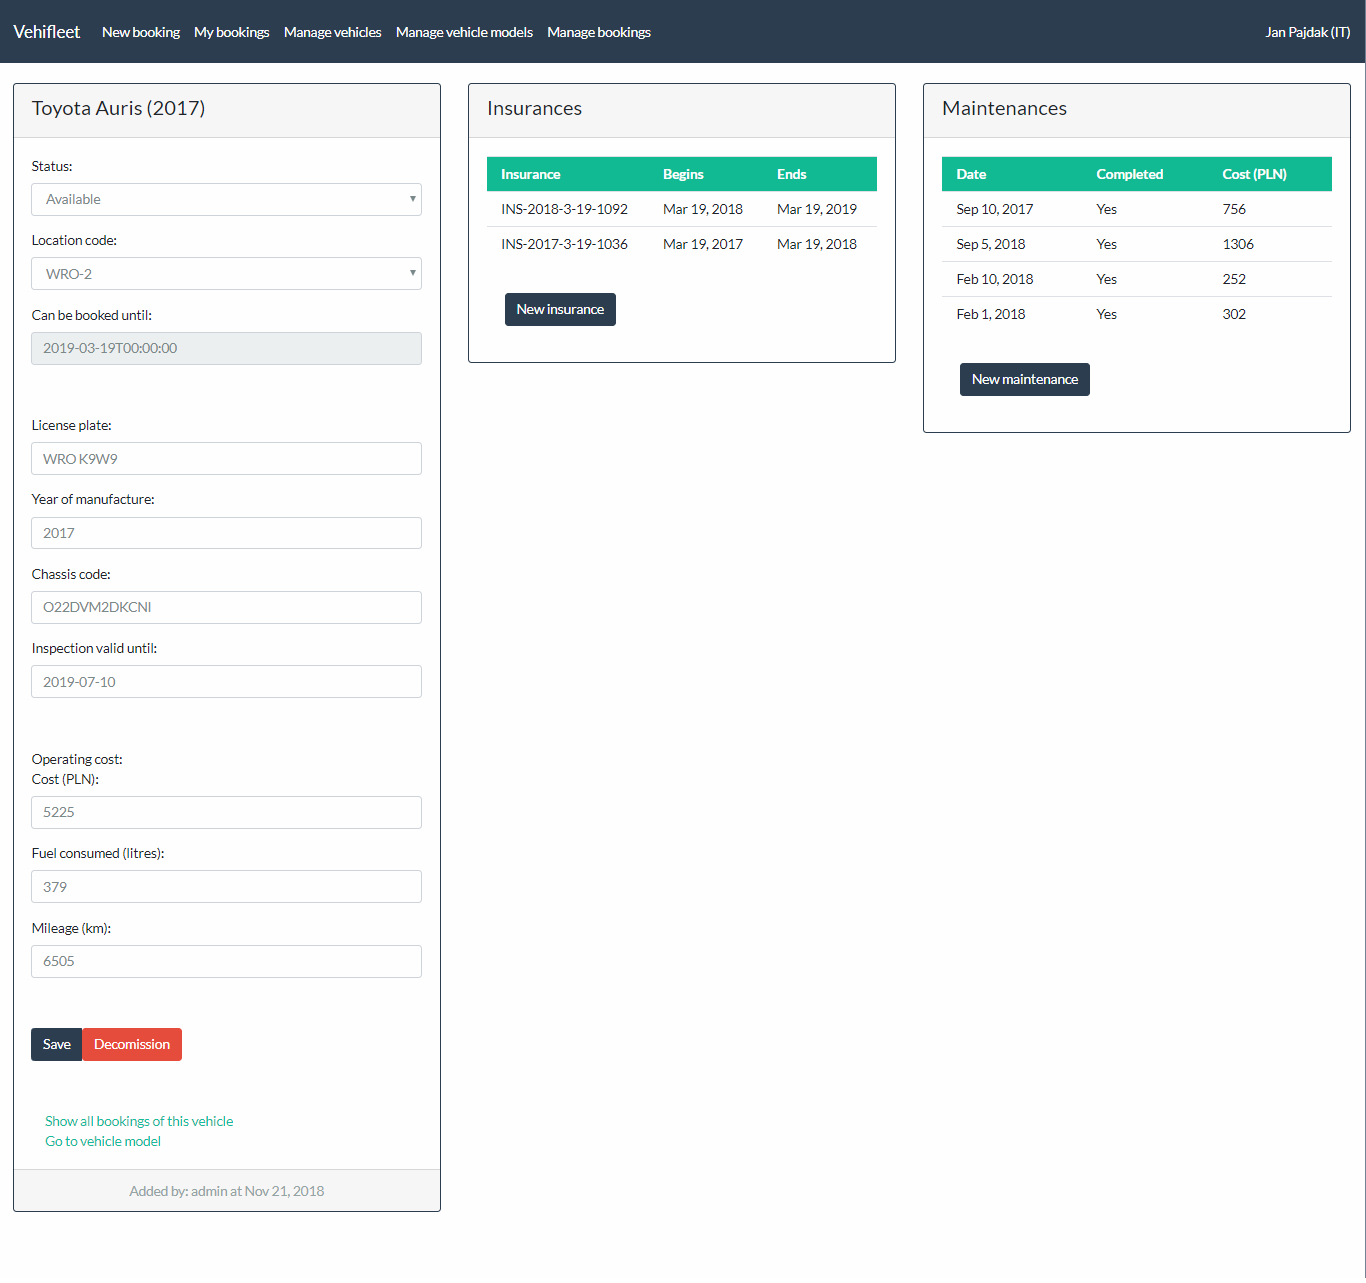 Vehifleet New booking My bookings Manage vehicles Manage vehicle models Manage bookings Jan Pajdak (IT)
Toyota Auris (2017)
Status:
Available
Location code:
WRO-2
Can be booked until:
2019-03-19T00:00:00
License plate:
WRO K9W9
Year of manufacture:
2017
Chassis code:
O22DVM2DKCNI
Inspection valid until:
2019-07-10
Operating cost:
Cost (PLN):
5225
Fuel consumed (litres):
379
Mileage (km):
6505
Save Decomission
Show all bookings of this vehicle
Go to vehicle model
Added by: admin at Nov 21, 2018
Insurances
Insurance Begins Ends
INS-2018-3-19-1092 Mar 19, 2018 Mar 19, 2019
INS-2017-3-19-1036 Mar 19, 2017 Mar 19, 2018
New insurance
Maintenances
Date Completed Cost (PLN)
Sep 10, 2017 Yes 756
Sep 5, 2018 Yes 1306
Feb 10, 2018 Yes 252
Feb 1, 2018 Yes 302
New maintenance